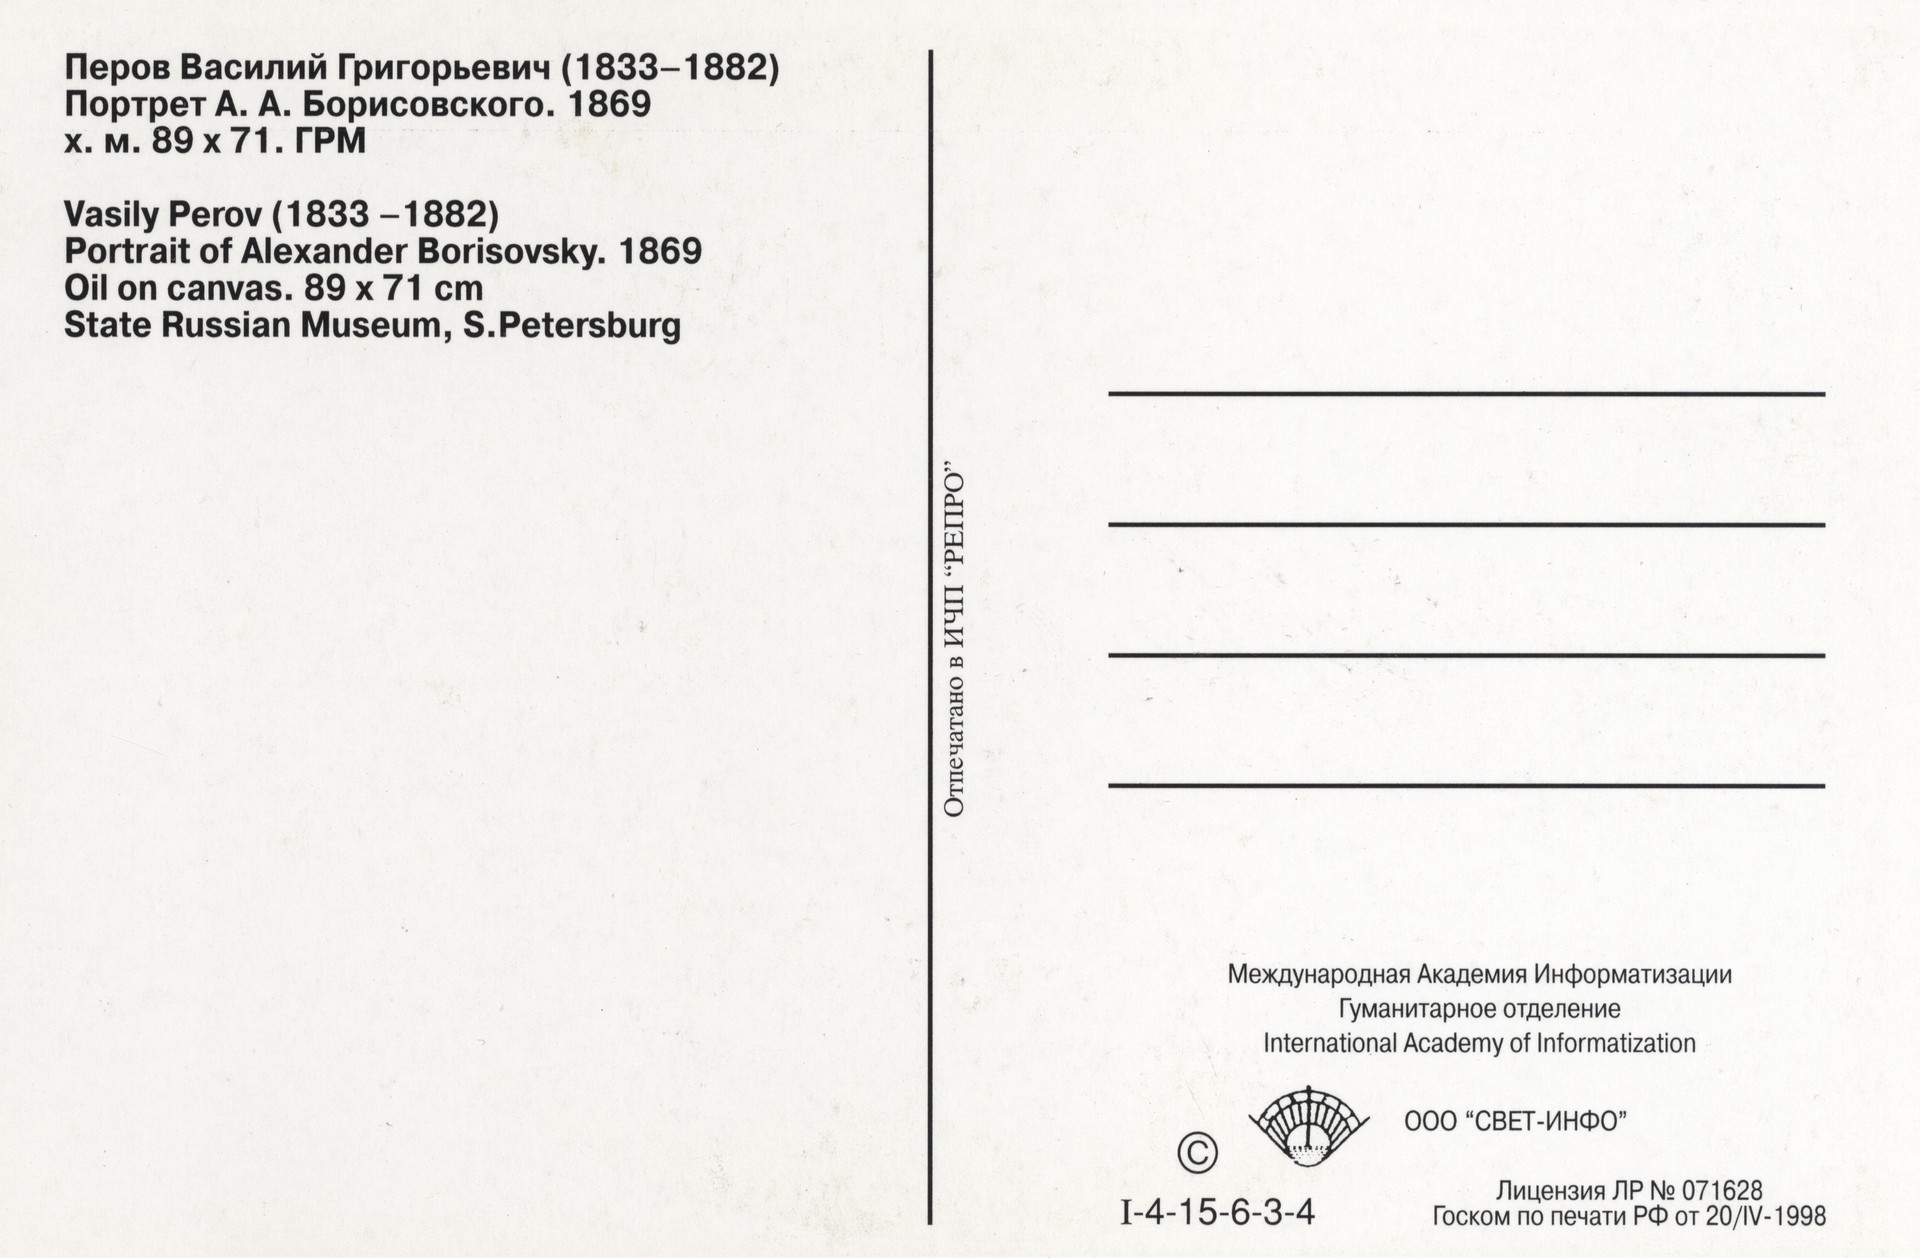 Перов Василий Григорьевич (1833–1882)
Портрет А. А. Борисовского. 1869
х. м. 89 х 71. ГРМ
Vasily Perov (1833 –1882)
Portrait of Alexander Borisovsky. 1869
Oil on canvas. 89 x 71 cm
State Russian Museum, S.Petersburg
Отпечатано в ИЧП “РЕПРО”
Международная Академия Информатизации
Гуманитарное отделение
International Academy of Informatization
ООО “СВЕТ-ИНФО”
©
I-4-15-6-3-4
Лицензия ЛР № 071628
Госком по печати РФ от 20/IV-1998